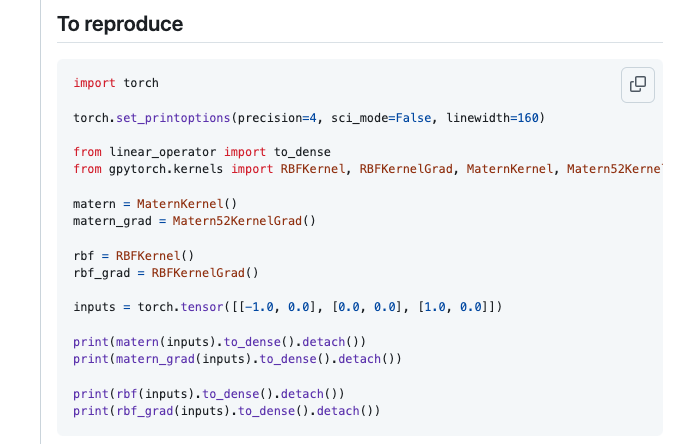 To reproduce
import torch
torch.set_printoptions(precision=4, sci_mode=False, linewidth=160)
from linear_operator import to_dense
from gpytorch.kernels import RBFKernel, RBFKernelGrad, MaternKernel, Matern52Kerne
matern = MaternKernel()
matern_grad = Matern52KernelGrad()
rbf = RBFKernel()
rbf_grad = RBFKernelGrad()
inputs = torch.tensor([[-1.0, 0.0], [0.0, 0.0], [1.0, 0.0]])
print(matern(inputs).to_dense().detach())
print(matern_grad(inputs).to_dense().detach())
print(rbf(inputs).to_dense().detach())
print(rbf_grad(inputs).to_dense().detach())